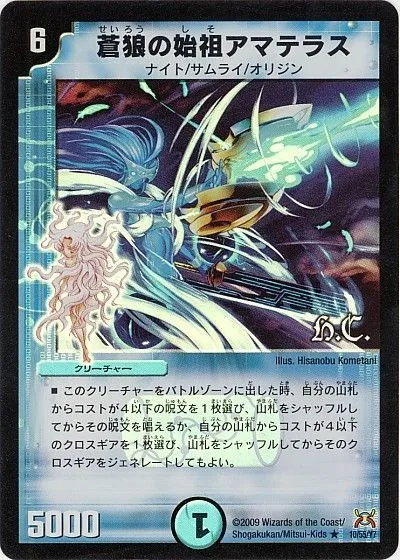 6
せいろう しそ
蒼狼の始祖アマテラス
ナイト/サムライ/オリジン
h.C.
Illus. Hisanobu Kometani
クリーチャー
■ このクリーチャーをバトルゾーンに出した時、自分の山札
からコストが4以下の呪文を1枚選び、山札をシャッフル
してからその呪文を唱えるか、自分の山札からコストが4以下
のクロスギアを1枚選び、山札をシャッフルしてからそのク
ロスギアをジェネレートしてもよい。
5000
1
©2009 Wizards of the Coast/
Shogakukan/Mitsui-Kids ★ 10/55/Y7